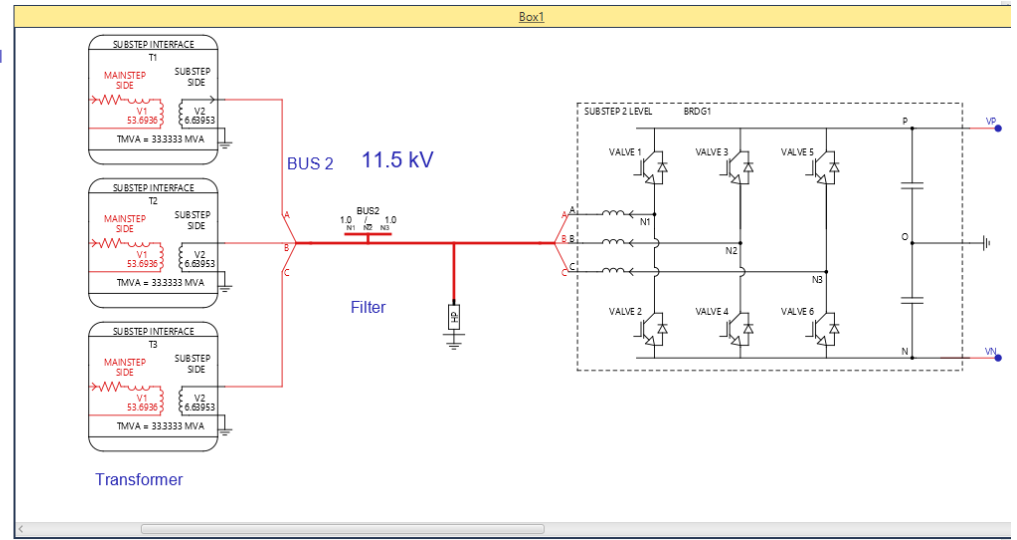 Box1
SUBSTEP INTERFACE
T1
MAINSTEP
SIDE
SUBSTEP
SIDE
V1
53.6936
V2
6.63953
TMVA = 33.3333 MVA
SUBSTEP INTERFACE
T2
MAINSTEP
SIDE
SUBSTEP
SIDE
V1
53.6936
V2
6.63953
TMVA = 33.3333 MVA
SUBSTEP INTERFACE
T3
MAINSTEP
SIDE
SUBSTEP
SIDE
V1
53.6936
V2
6.63953
TMVA = 33.3333 MVA
Transformer
BUS 2
11.5 kV
A
B
C
BUS2
1.0 / 1.0
N1 N2 N3
Filter
HP
SUBSTEP 2 LEVEL BRDG1
A A
B B
C C
VALVE 1
VALVE 3
VALVE 5
N1
N2
N3
VALVE 2
VALVE 4
VALVE 6
P
O
N
VP
VN